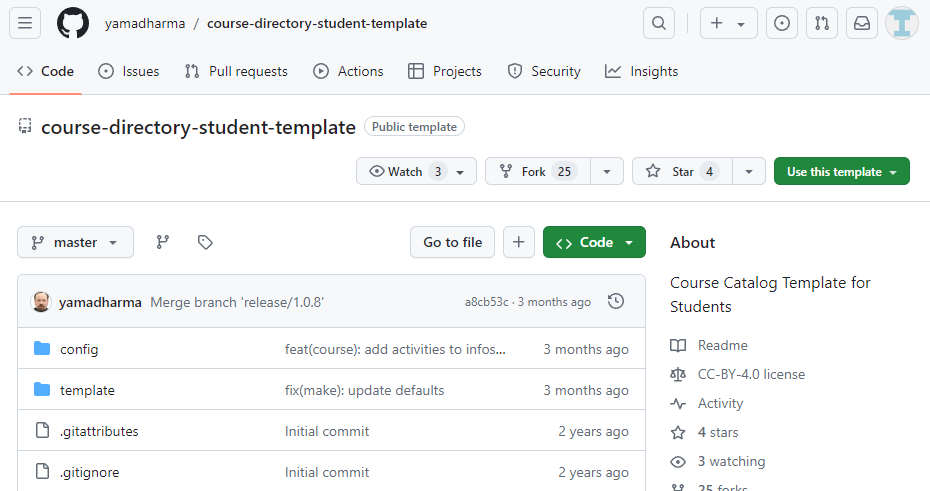 yamadharma / course-directory-student-template
Code Issues Pull requests Actions Projects Security Insights
course-directory-student-template Public template
Watch 3 Fork 25 Star 4 Use this template
master Go to file Code
About
Course Catalog Template for
Students
yamadharma Merge branch 'release/1.0.8' a8cb53c · 3 months ago
config feat(course): add activities to infos... 3 months ago
template fix(make): update defaults 3 months ago
.gitattributes Initial commit 2 years ago
.gitignore Initial commit 2 years ago
Readme
CC-BY-4.0 license
Activity
4 stars
3 watching
25 forks